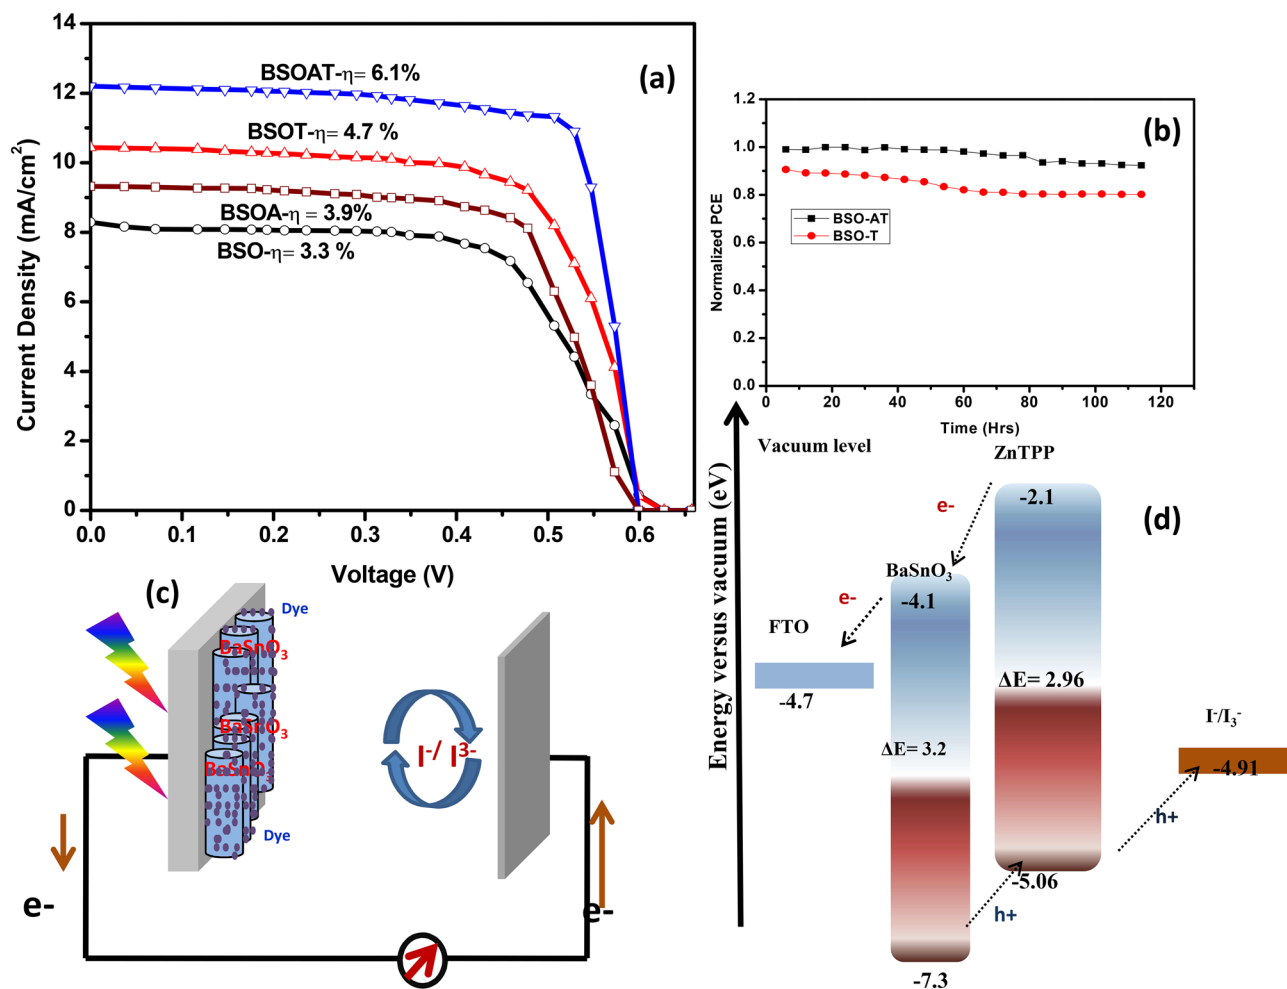 (a)
14
12
10
8
6
4
2
0
BSOAT-η= 6.1%
BSOT-η= 4.7 %
BSOA-η = 3.9%
BSO-η= 3.3 %
Current Density (mA/cm²)
0.0 0.1 0.2 0.3 0.4 0.5 0.6
Voltage (V)
(b)
1.2
1.0
0.8
0.6
0.4
0.2
0.0
Normalized PCE
BSO-AT
BSO-T
0 20 40 60 80 100 120
Time (Hrs)
(c)
Dye
BaSnO₃
BaSnO₃
BaSnO₃
Dye
I⁻/ I³⁻
e-
e-
(d)
Energy versus vacuum (eV)
Vacuum level
ZnTPP
-2.1
e-
BaSnO₃
-4.1
e-
FTO
-4.7
ΔE= 2.96
ΔE= 3.2
I⁻/I₃⁻
-4.91
h+
-5.06
h+
-7.3